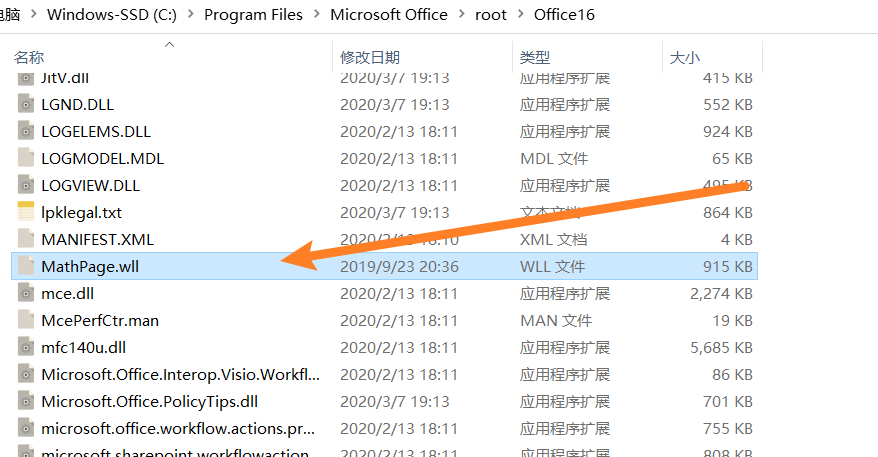 电脑 > Windows-SSD (C:) > Program Files > Microsoft Office > root > Office16
名称 修改日期 类型 大小
JitV.dll 2020/3/7 19:13 应用程序扩展 415 KB
LGND.DLL 2020/3/7 19:13 应用程序扩展 552 KB
LOGELEMS.DLL 2020/2/13 18:11 应用程序扩展 924 KB
LOGMODEL.MDL 2020/2/13 18:11 MDL 文件 65 KB
LOGVIEW.DLL 2020/2/13 18:11 应用程序扩展 495 KB
lpklegal.txt 2020/3/7 19:13 文本文档 864 KB
MANIFEST.XML 2020/2/13 18:10 XML 文档 4 KB
MathPage.wll 2019/9/23 20:36 WLL 文件 915 KB
mce.dll 2020/2/13 18:11 应用程序扩展 2,274 KB
McePerfCtr.man 2020/2/13 18:11 MAN 文件 19 KB
mfc140u.dll 2020/2/13 18:11 应用程序扩展 5,685 KB
Microsoft.Office.Interop.Visio.Workfl... 2020/2/13 18:11 应用程序扩展 86 KB
Microsoft.Office.PolicyTips.dll 2020/3/7 19:13 应用程序扩展 701 KB
microsoft.office.workflow.actions.pr... 2020/2/13 18:11 应用程序扩展 755 KB
microsoft.sharepoint.workflowaction... 2020/2/13 18:11 应用程序扩展 808 KB